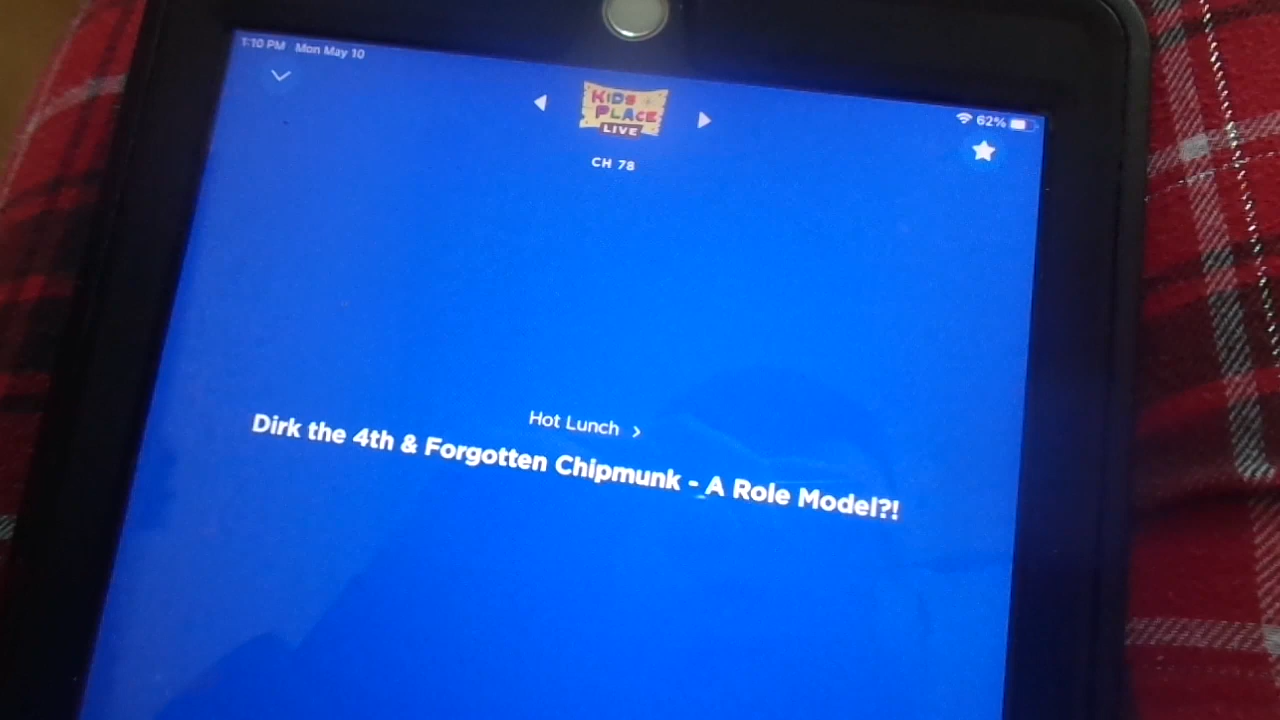 1:10 PM Mon May 10
62%
KIDS
PLACE
LIVE
CH 78
Hot Lunch >
Dirk the 4th & Forgotten Chipmunk - A Role Model?!